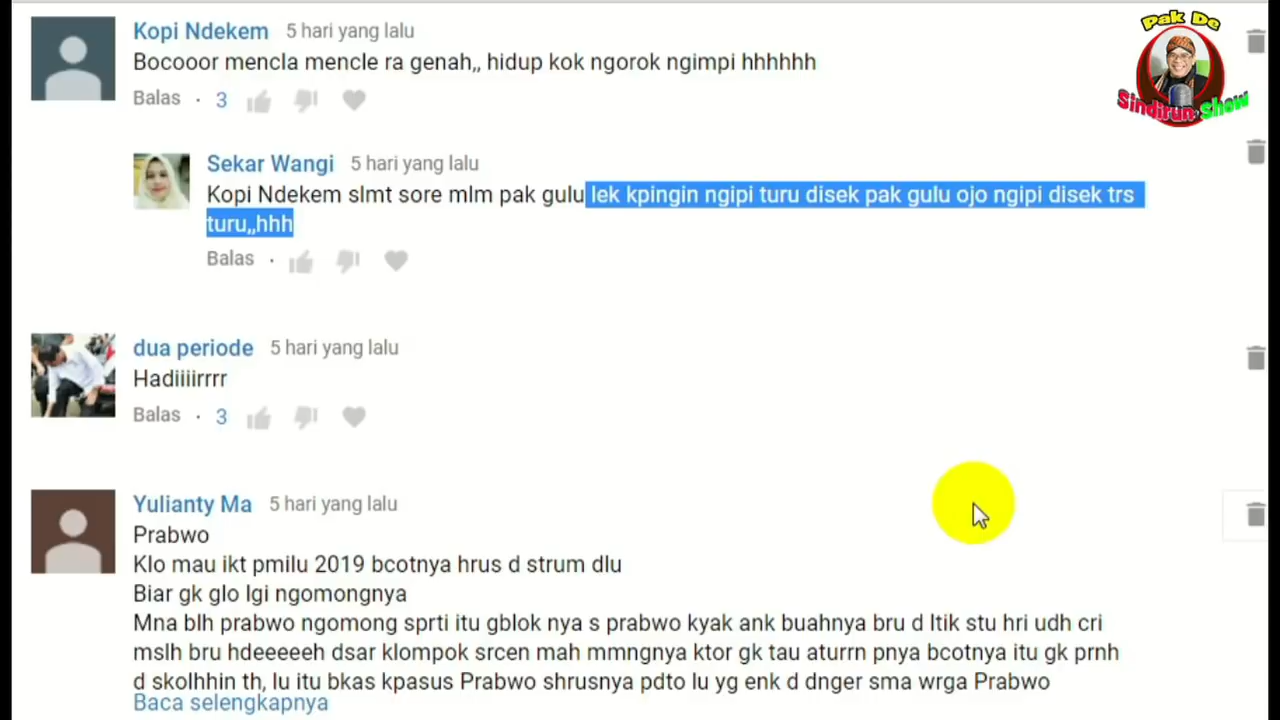 Pak De
Sindirun Show
Kopi Ndekem 5 hari yang lalu
Bocooor mencla mencle ra genah,, hidup kok ngorok ngimpi hhhhhh
Balas · 3
Sekar Wangi 5 hari yang lalu
Kopi Ndekem slmt sore mlm pak gulu lek kpingin ngipi turu disek pak gulu ojo ngipi disek trs
turu,,hhh
Balas ·
dua periode 5 hari yang lalu
Hadiiiirrrr
Balas · 3
Yulianty Ma 5 hari yang lalu
Prabwo
Klo mau ikt pmilu 2019 bcotnya hrus d strum dlu
Biar gk glo lgi ngomongnya
Mna blh prabwo ngomong sprti itu gblok nya s prabwo kyak ank buahnya bru d ltik stu hri udh cri
mslh bru hdeeeeeh dsar klompok srcen mah mmngnya ktor gk tau aturrn pnya bcotnya itu gk prnh
d skolhhin th, lu itu bkas kpasus Prabwo shrusnya pdto lu yg enk d dnger sma wrga Prabwo
Baca selengkapnya